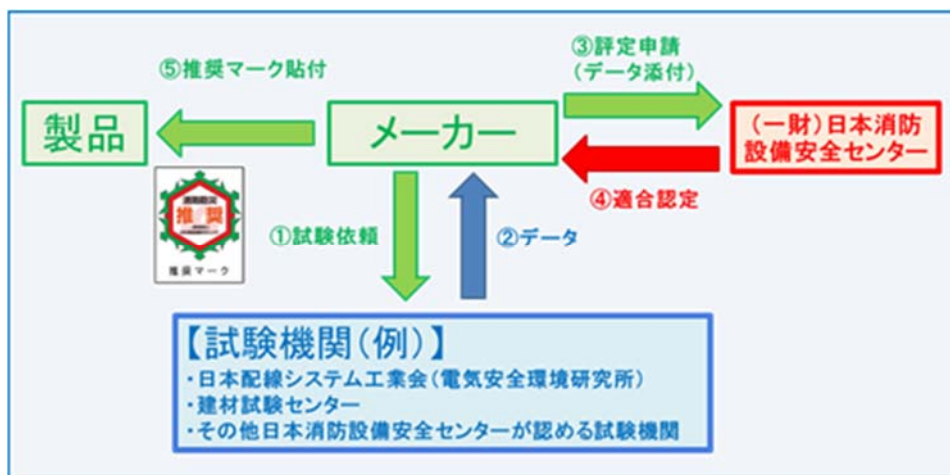 ⑤推奨マーク貼付
③評定申請
(データ添付)
製品
メーカー
(一財)日本消防
設備安全センター
④適合認定
推奨
推奨マーク
①試験依頼
②データ
【試験機関(例)】
・日本配線システム工業会(電気安全環境研究所)
・建材試験センター
・その他日本消防設備安全センターが認める試験機関